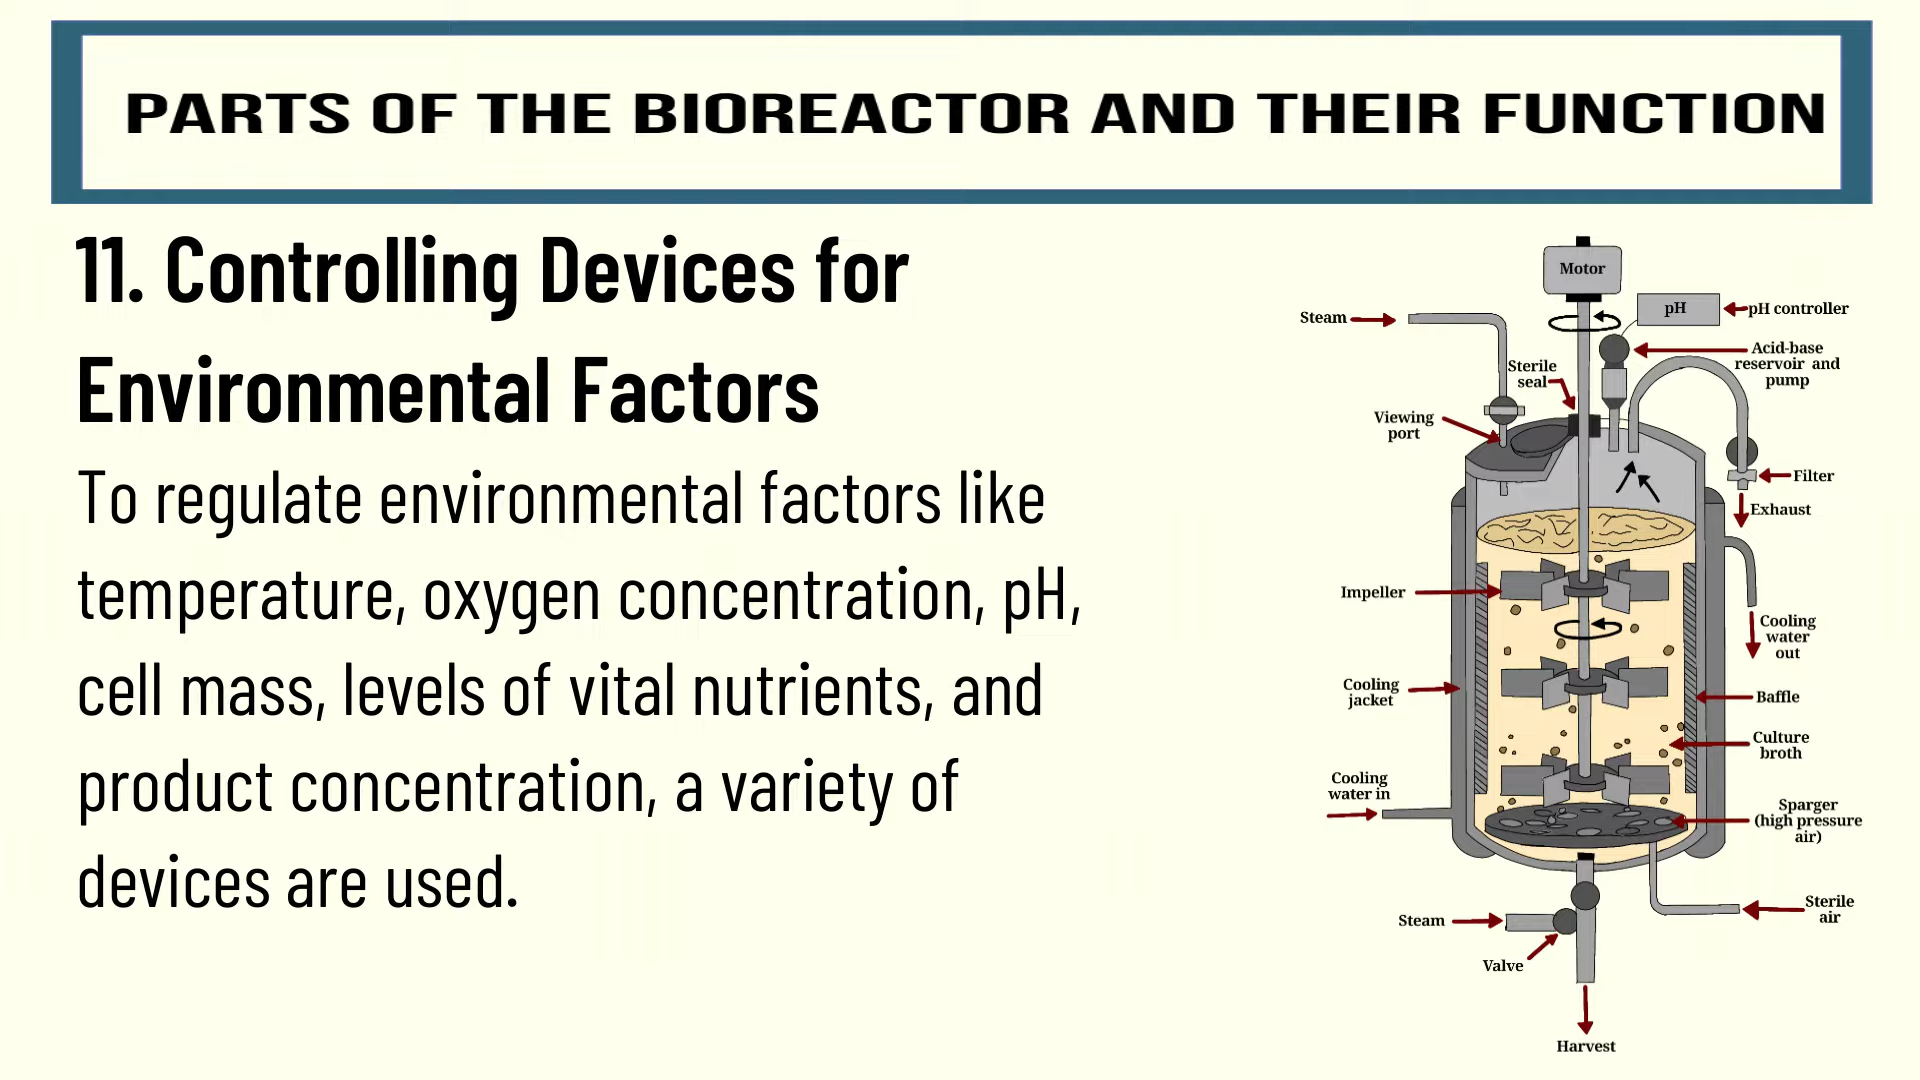 PARTS OF THE BIOREACTOR AND THEIR FUNCTION
11. Controlling Devices for
Environmental Factors
To regulate environmental factors like
temperature, oxygen concentration, pH,
cell mass, levels of vital nutrients, and
product concentration, a variety of
devices are used.
Motor
Steam
pH
pH controller
Acid-base
reservoir and
pump
Sterile
seal
Viewing
port
Filter
Exhaust
Impeller
Cooling
water
out
Cooling
jacket
Baffle
Culture
broth
Cooling
water in
Sparger
(high pressure
air)
Sterile
air
Steam
Valve
Harvest